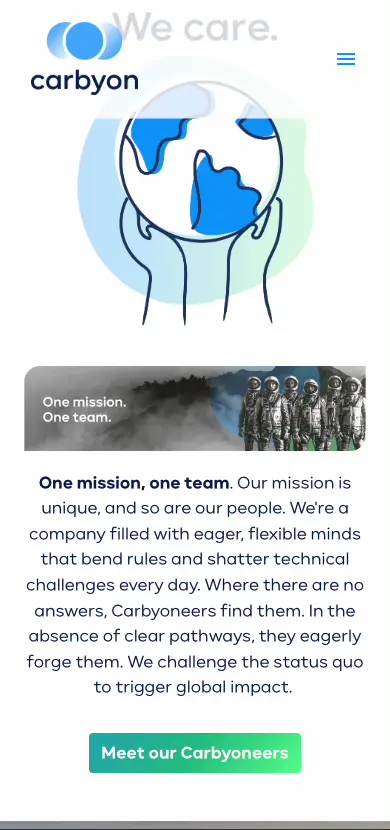 We care.
carbyon
One mission.
One team.
One mission, one team. Our mission is
unique, and so are our people. We're a
company filled with eager, flexible minds
that bend rules and shatter technical
challenges every day. Where there are no
answers, Carbyoneers find them. In the
absence of clear pathways, they eagerly
forge them. We challenge the status quo
to trigger global impact.
Meet our Carbyoneers